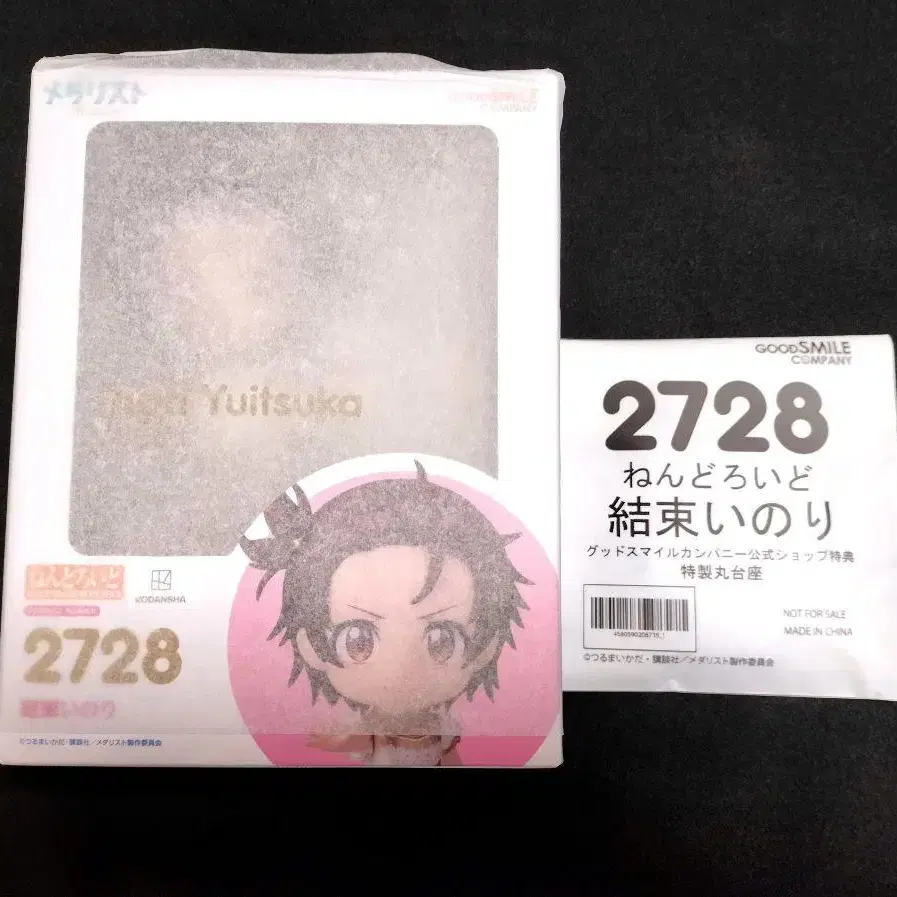 メダリスト
COMPANY
Yuitsuka
ねんどろいど
KODANSHA
2728
結束いのり
©つるまいかだ・講談社／メダリスト製作委員会
GOODSMILE
COMPANY
2728
ねんどろいど
結束いのり
グッドスマイルカンパニー公式ショップ特典
特製丸台座
NOT FOR SALE
MADE IN CHINA
©つるまいかだ・講談社／メダリスト製作委員会